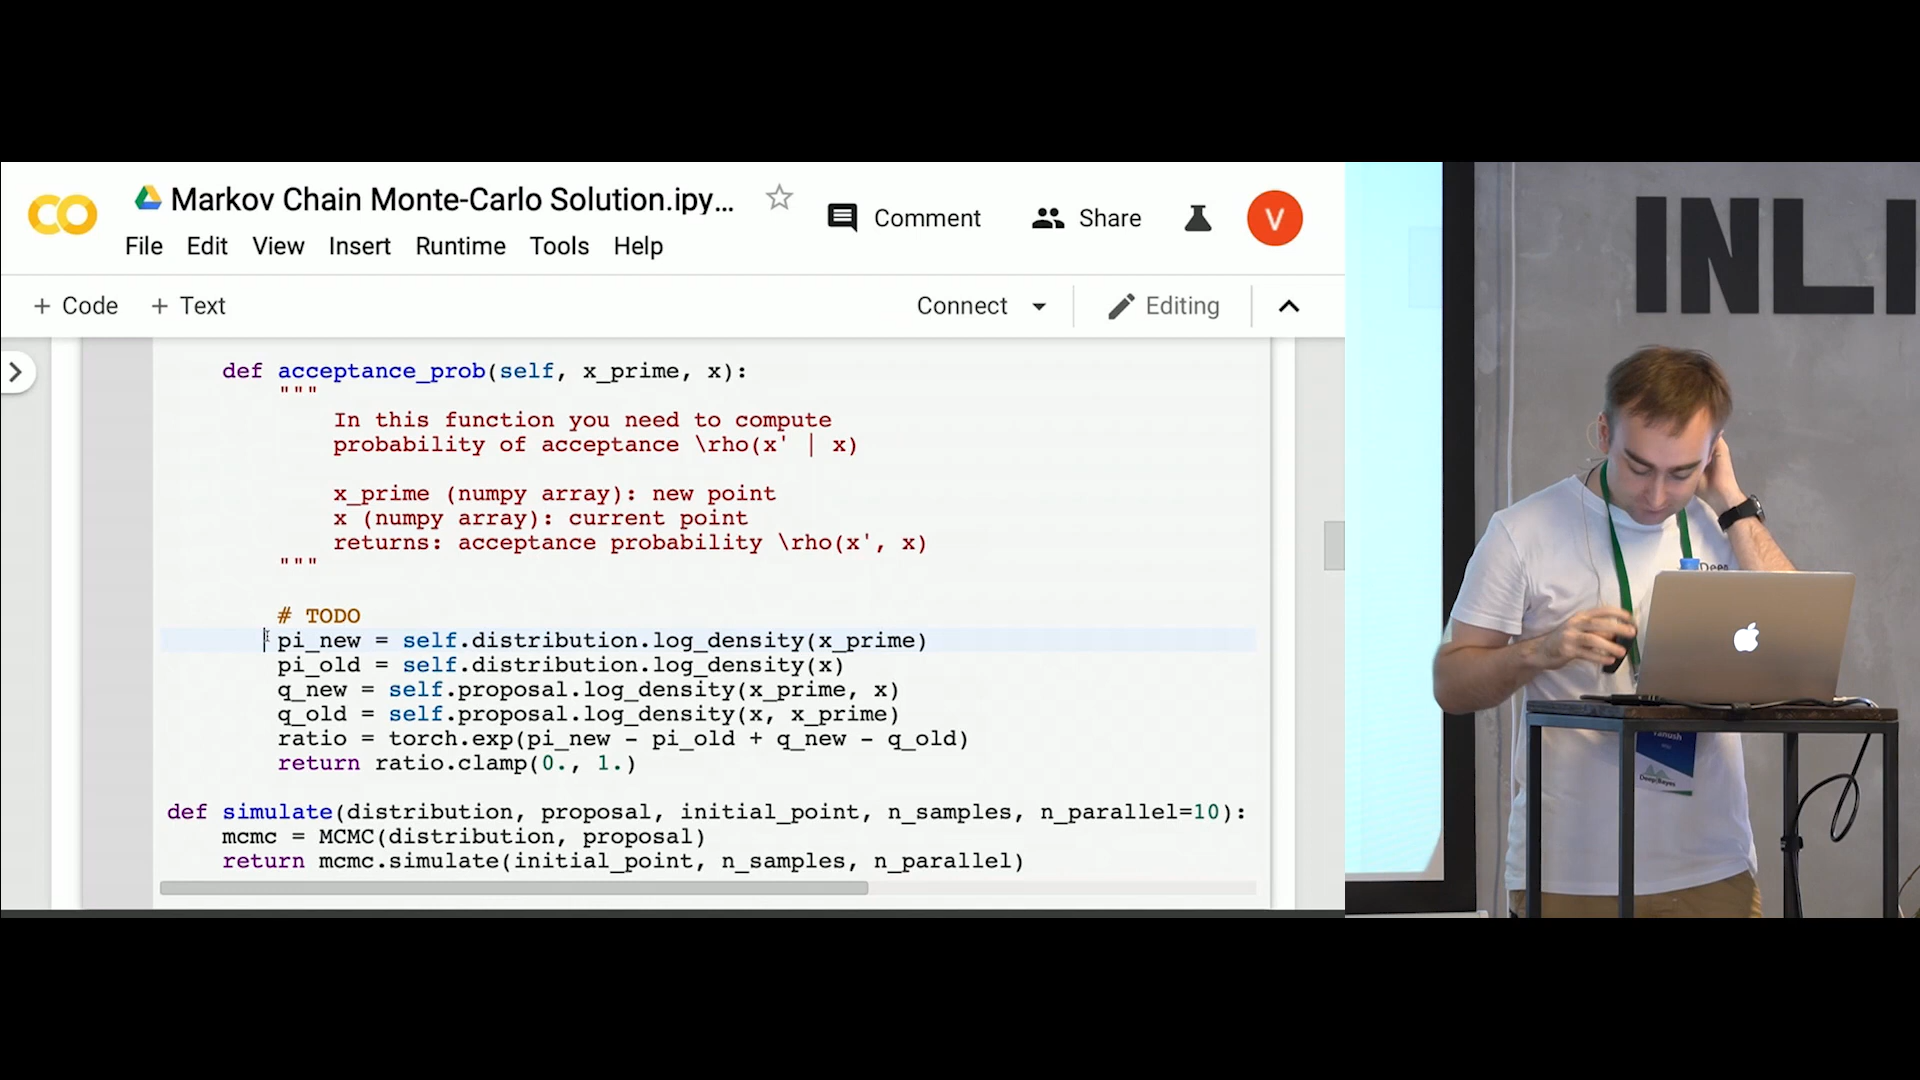 Markov Chain Monte-Carlo Solution.ipy...
Comment
Share
V
File Edit View Insert Runtime Tools Help
+ Code + Text
Connect
Editing
def acceptance_prob(self, x_prime, x):
"""
In this function you need to compute
probability of acceptance \rho(x' | x)
x_prime (numpy array): new point
x (numpy array): current point
returns: acceptance probability \rho(x', x)
"""
# TODO
pi_new = self.distribution.log_density(x_prime)
pi_old = self.distribution.log_density(x)
q_new = self.proposal.log_density(x_prime, x)
q_old = self.proposal.log_density(x, x_prime)
ratio = torch.exp(pi_new - pi_old + q_new - q_old)
return ratio.clamp(0., 1.)
def simulate(distribution, proposal, initial_point, n_samples, n_parallel=10):
mcmc = MCMC(distribution, proposal)
return mcmc.simulate(initial_point, n_samples, n_parallel)
INLI
Deep
Deep|Bayes